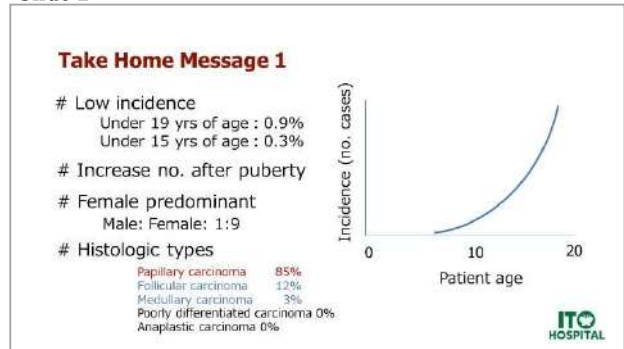 Take Home Message 1
# Low incidence
Under 19 yrs of age : 0.9%
Under 15 yrs of age : 0.3%
# Increase no. after puberty
# Female predominant
Male: Female: 1:9
# Histologic types
Papillary carcinoma 85%
Follicular carcinoma 12%
Medullary carcinoma 3%
Poorly differentiated carcinoma 0%
Anaplastic carcinoma 0%
Incidence (no. cases)
0 10 20
Patient age
ITO
HOSPITAL